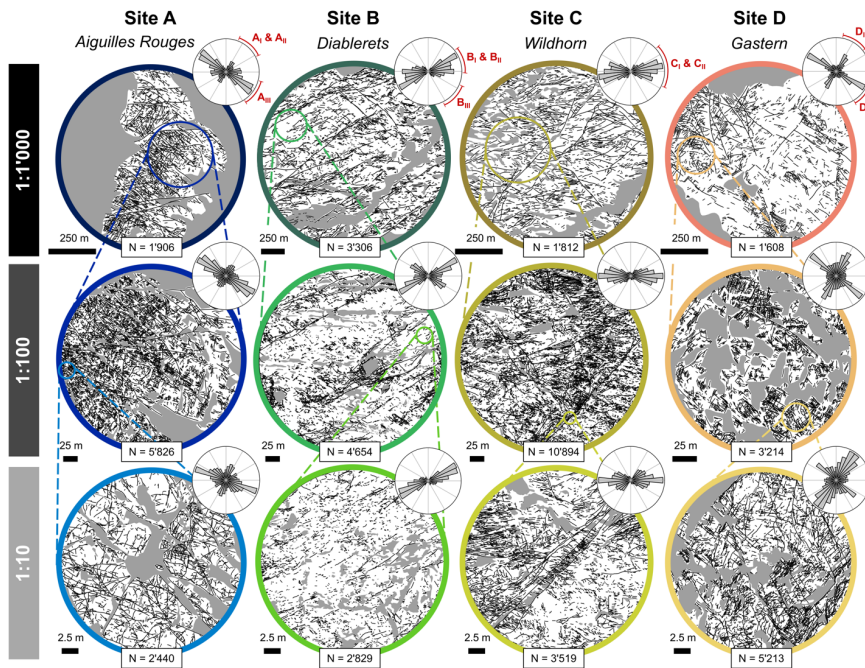 Site A
Aiguilles Rouges
Site B
Diablerets
Site C
Wildhorn
Site D
Gastern
A_I & A_II
A_III
B_I & B_II
B_III
C_I & C_II
D_I
D
1:1'000
250 m
N = 1'906
250 m
N = 3'306
250 m
N = 1'812
250 m
N = 1'608
1:100
25 m
N = 5'826
25 m
N = 4'654
25 m
N = 10'894
25 m
N = 3'214
1:10
2.5 m
N = 2'440
2.5 m
N = 2'829
2.5 m
N = 3'519
2.5 m
N = 5'213